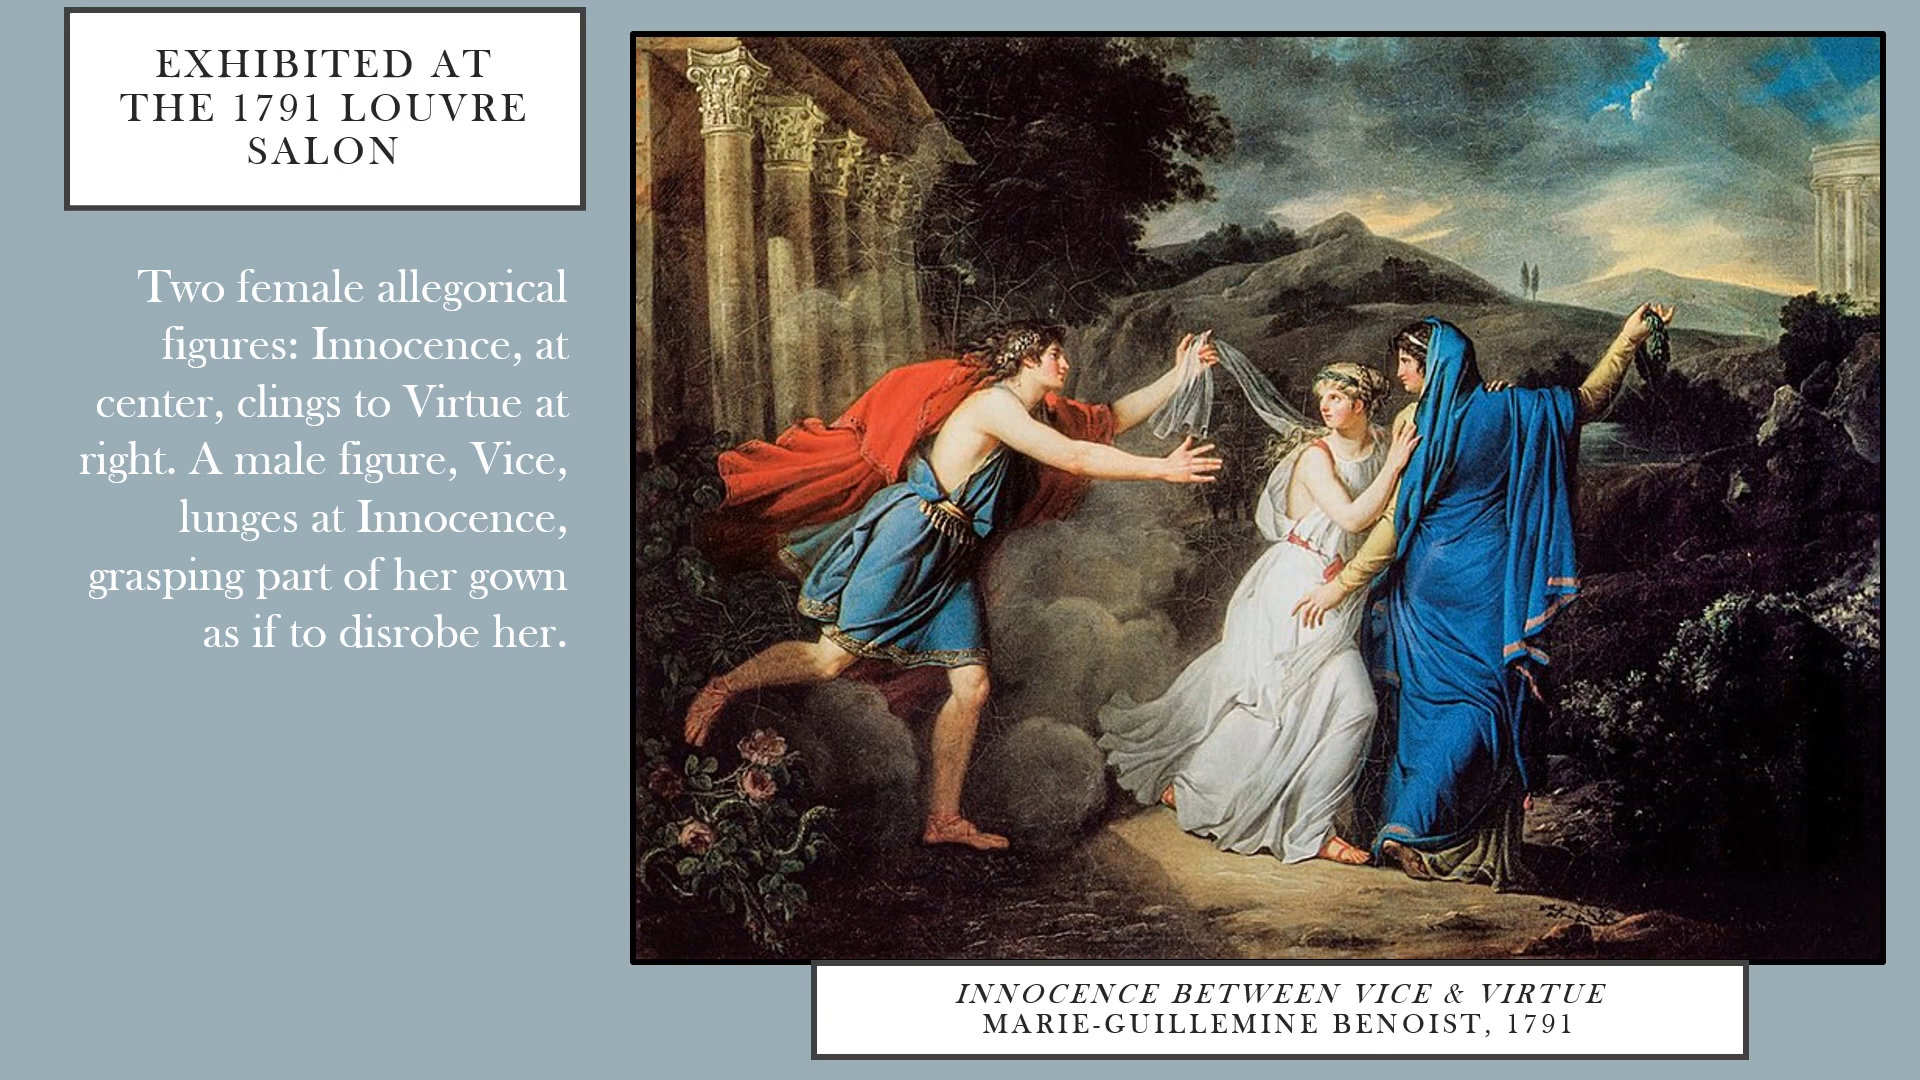 EXHIBITED AT
THE 1791 LOUVRE
SALON
Two female allegorical
figures: Innocence, at
center, clings to Virtue at
right. A male figure, Vice,
lunges at Innocence,
grasping part of her gown
as if to disrobe her.
INNOCENCE BETWEEN VICE & VIRTUE
MARIE-GUILLEMINE BENOIST, 1791